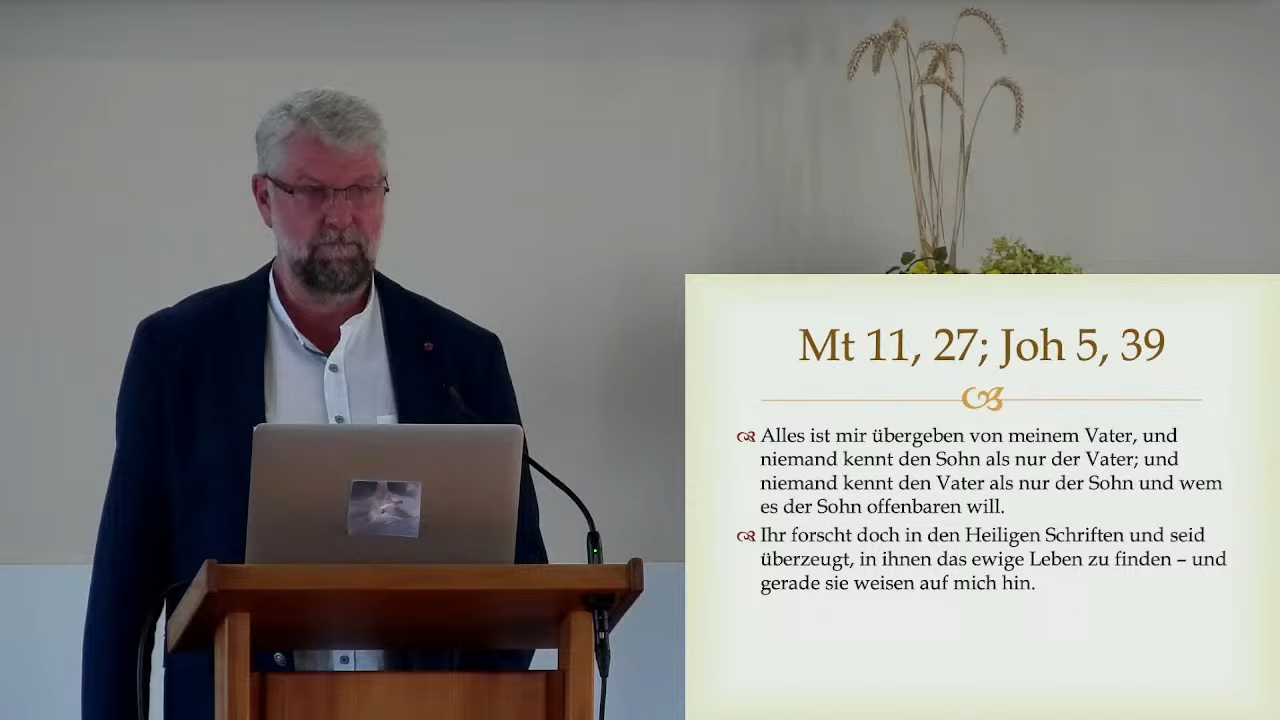 Mt 11, 27; Joh 5, 39
Alles ist mir übergeben von meinem Vater, und
niemand kennt den Sohn als nur der Vater; und
niemand kennt den Vater als nur der Sohn und wem
es der Sohn offenbaren will.
Ihr forscht doch in den Heiligen Schriften und seid
überzeugt, in ihnen das ewige Leben zu finden – und
gerade sie weisen auf mich hin.